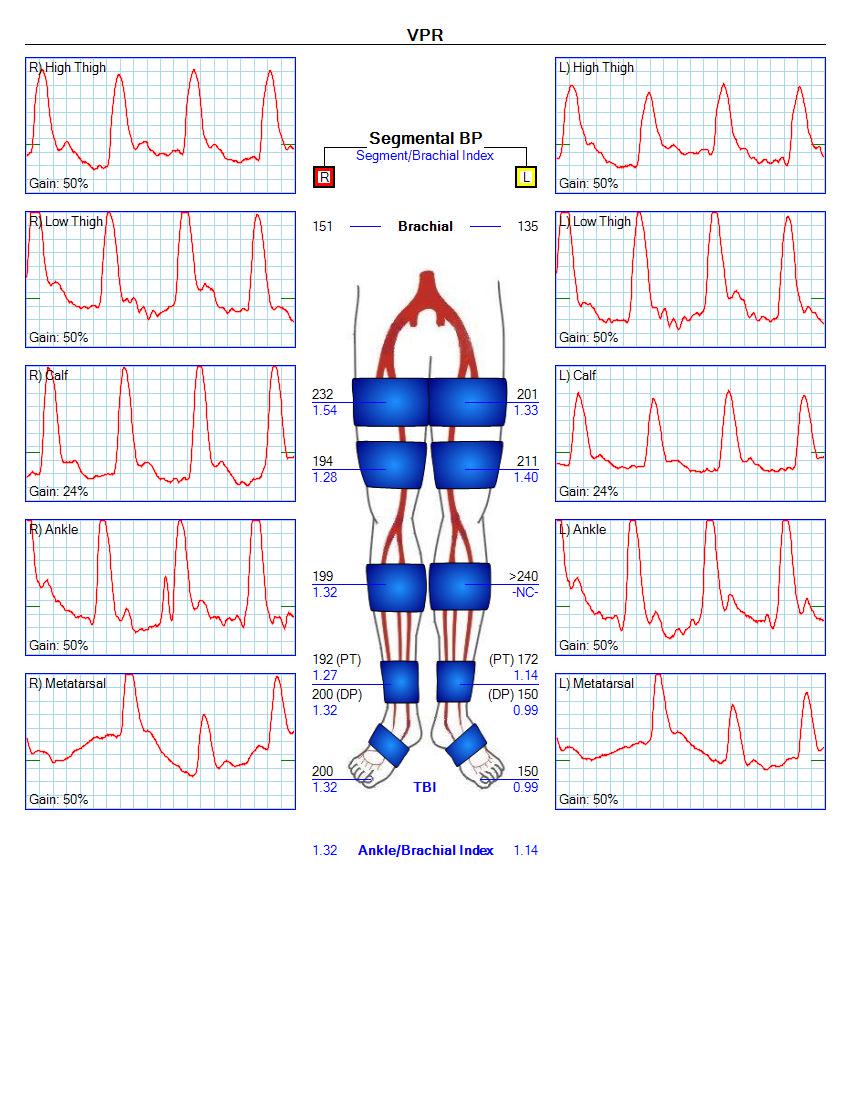 VPR
R) High Thigh
Gain: 50%
L) High Thigh
Gain: 50%
Segmental BP
Segment/Brachial Index
R
L
151 Brachial 135
R) Low Thigh
Gain: 50%
L) Low Thigh
Gain: 50%
232
1.54
201
1.33
R) Calf
Gain: 24%
L) Calf
Gain: 24%
194
1.28
211
1.40
R) Ankle
Gain: 50%
L) Ankle
Gain: 50%
199
1.32
>240
-NC-
192 (PT)
1.27
200 (DP)
1.32
(PT) 172
1.14
(DP) 150
0.99
R) Metatarsal
Gain: 50%
L) Metatarsal
Gain: 50%
200
1.32
TBI
150
0.99
1.32 Ankle/Brachial Index 1.14